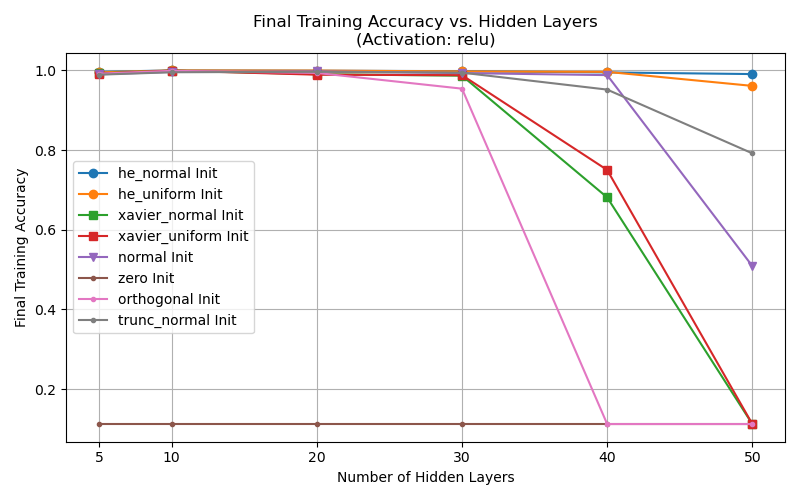 Final Training Accuracy vs. Hidden Layers
(Activation: relu)
Final Training Accuracy
1.0
0.8
0.6
0.4
0.2
he_normal Init
he_uniform Init
xavier_normal Init
xavier_uniform Init
normal Init
zero Init
orthogonal Init
trunc_normal Init
5 10 20 30 40 50
Number of Hidden Layers